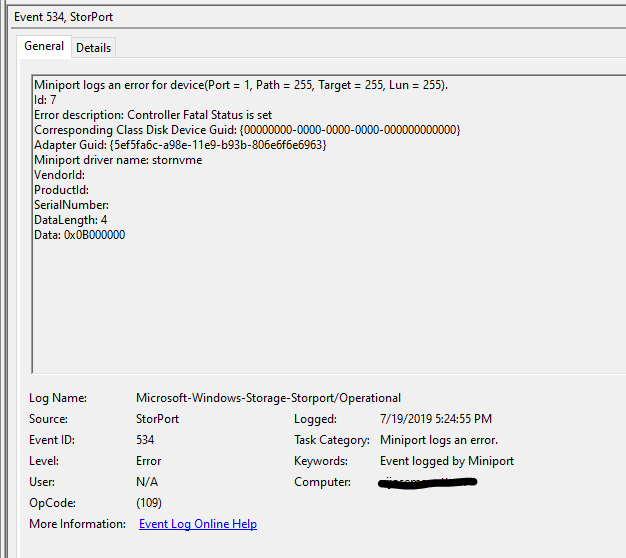 Event 534, StorPort
General
Details
Miniport logs an error for device(Port = 1, Path = 255, Target = 255, Lun = 255).
Id: 7
Error description: Controller Fatal Status is set
Corresponding Class Disk Device Guid: {00000000-0000-0000-0000-000000000000}
Adapter Guid: {5ef5fa6c-a98e-11e9-b93b-806e6f6e6963}
Miniport driver name: stornvme
VendorId:
ProductId:
SerialNumber:
DataLength: 4
Data: 0x0B000000
Log Name: Microsoft-Windows-Storage-Storport/Operational
Source: StorPort Logged: 7/19/2019 5:24:55 PM
Event ID: 534 Task Category: Miniport logs an error.
Level: Error Keywords: Event logged by Miniport
User: N/A Computer:
OpCode: (109)
More Information: Event Log Online Help